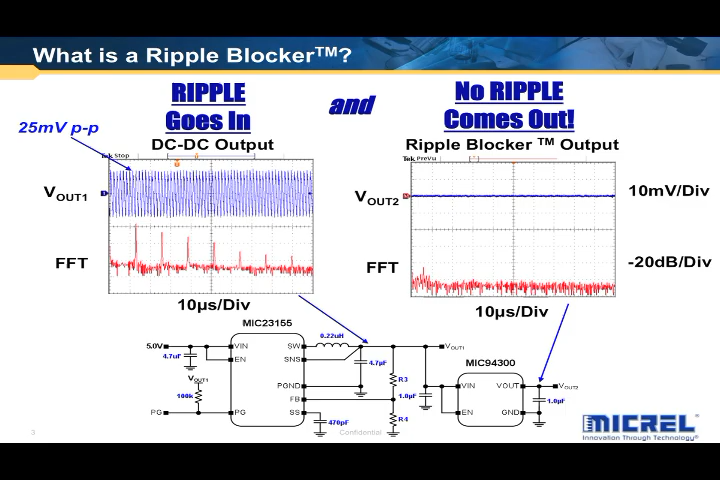 What is a Ripple Blocker™?
RIPPLE
Goes In
and
No RIPPLE
Comes Out!
25mV p-p
DC-DC Output
Ripple Blocker ™ Output
Tek Stop
Tek PreVu
VOUT1
VOUT2
10mV/Div
FFT
FFT
-20dB/Div
10µs/Div
10µs/Div
MIC23155
0.22uH
5.0V
VIN
SW
VOUT1
4.7uF
EN
SNS
4.7µF
MIC94300
VOUT1
PGND
R3
VIN
VOUT
VOUT2
100k
FB
1.0µF
1.0µF
PG
PG
SS
470pF
R4
EN
GND
MICREL
Innovation Through Technology®
3
Confidential